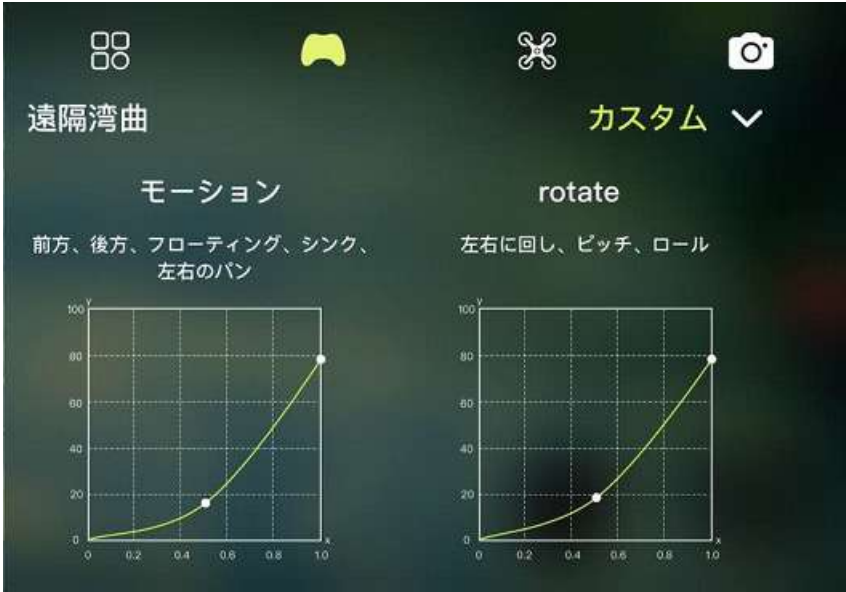 遠隔湾曲
カスタム
モーション
rotate
前方、後方、フローティング、シンク、
左右のパン
左右に回し、ピッチ、ロール
y
100
80
60
40
20
0
0 0.2 0.4 0.6 0.8 1.0
x
y
100
80
60
40
20
0
0 0.2 0.4 0.6 0.8 1.0
x